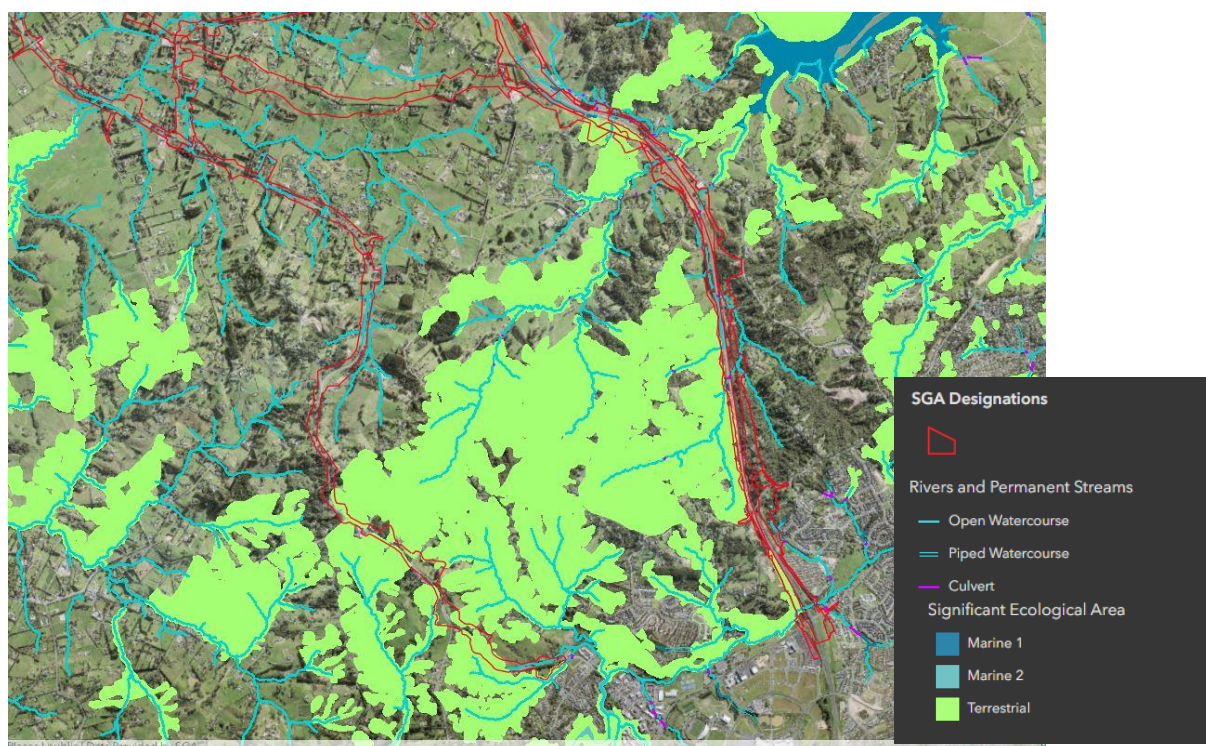 SGA Designations
Rivers and Permanent Streams
Open Watercourse
Piped Watercourse
Culvert
Significant Ecological Area
Marine 1
Marine 2
Terrestrial